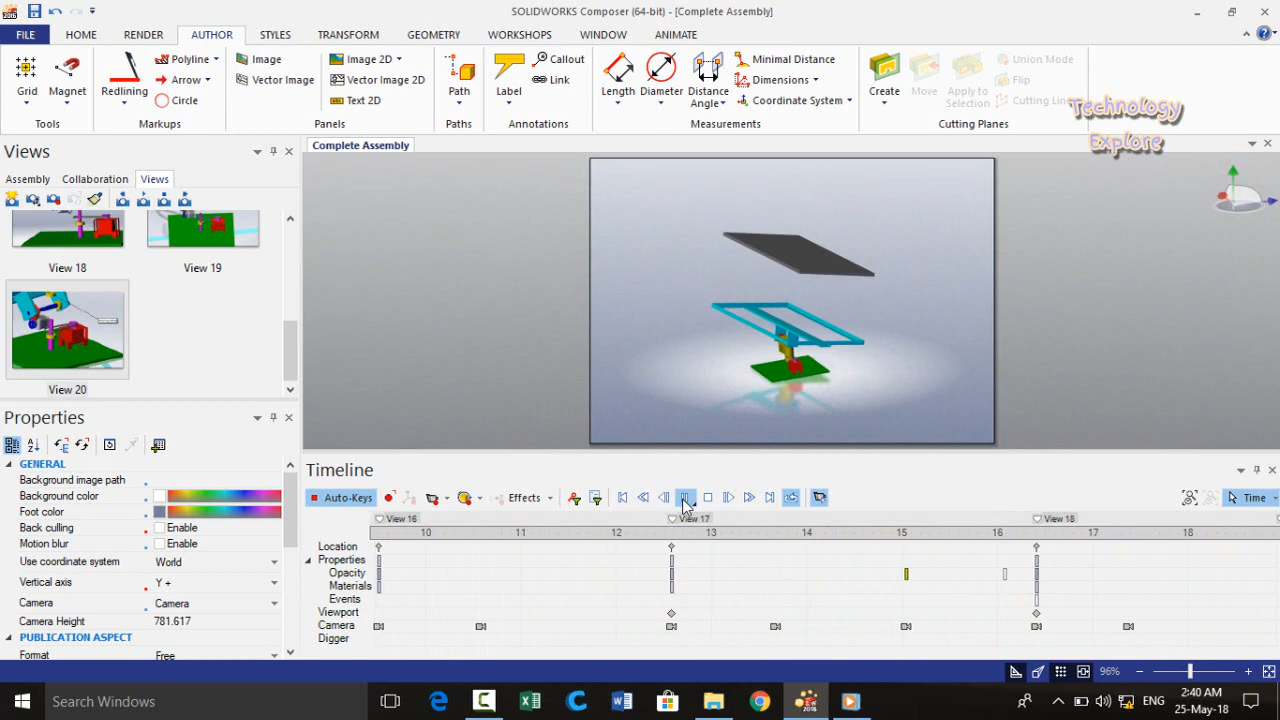 SOLIDWORKS Composer (64-bit) - [Complete Assembly]
FILE HOME RENDER AUTHOR STYLES TRANSFORM GEOMETRY WORKSHOPS WINDOW ANIMATE
Grid Magnet
Tools
Redlining Polyline Arrow Circle
Markups
Image Vector Image Image 2D Vector Image 2D Text 2D
Panels
Path
Paths
Label Callout Link
Annotations
Length Diameter Distance Angle Minimal Distance Dimensions Coordinate System
Measurements
Create Move Apply to Selection Union Mode Flip Cutting Lin
Cutting Planes
Technology
Explore
Views
Assembly Collaboration Views
View 18 View 19
View 20
Complete Assembly
Properties
GENERAL
Background image path
Background color
Foot color
Back culling Enable
Motion blur Enable
Use coordinate system World
Vertical axis Y +
Camera Camera
Camera Height 781.617
PUBLICATION ASPECT
Format Free
Timeline
Auto-Keys Effects Time
View 16 View 17 View 18
10 11 12 13 14 15 16 17 18
Location
Properties
Opacity
Materials
Events
Viewport
Camera
Digger
96%
Search Windows
ENG
2:40 AM
25-May-18